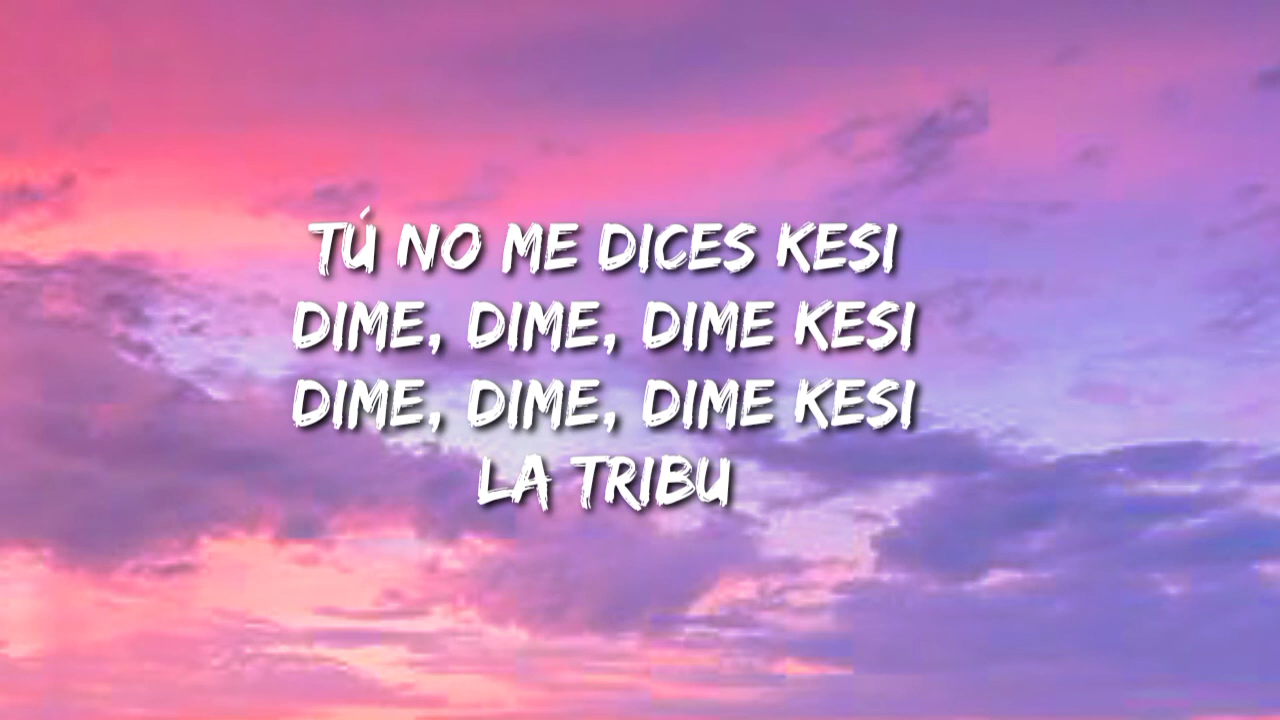 TÚ NO ME DICES KESI
DIME, DIME, DIME KESI
DIME, DIME, DIME KESI
LA TRIBU